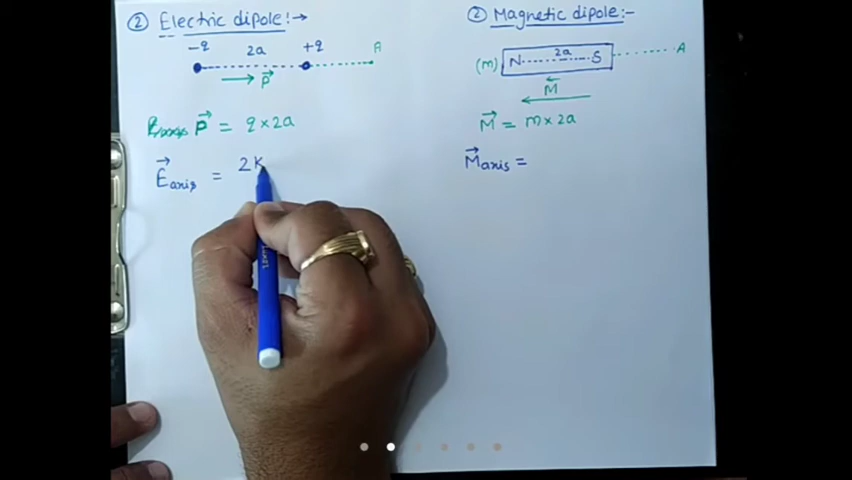 ② Electric dipole!→
-q 2a +q A
→ P⃗
P⃗ = q×2a
E⃗axis = 2K
② Magnetic dipole:-
(m) N 2a S A
M⃗
M⃗ = m×2a
M⃗axis =